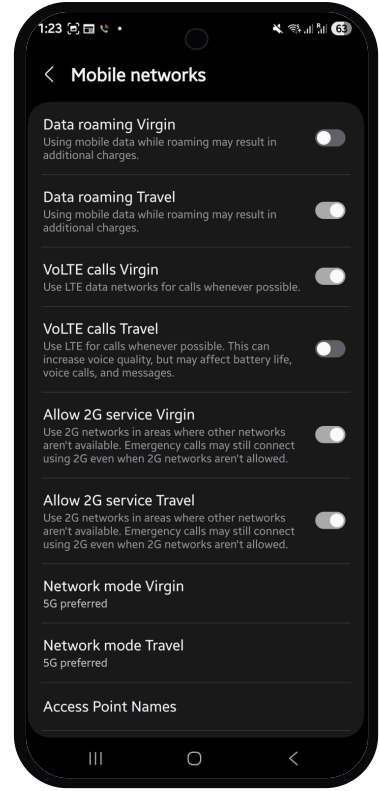 1:23
63
Mobile networks
Data roaming Virgin
Using mobile data while roaming may result in
additional charges.
Data roaming Travel
Using mobile data while roaming may result in
additional charges.
VoLTE calls Virgin
Use LTE data networks for calls whenever possible.
VoLTE calls Travel
Use LTE for calls whenever possible. This can
increase voice quality, but may affect battery life,
voice calls, and messages.
Allow 2G service Virgin
Use 2G networks in areas where other networks
aren't available. Emergency calls may still connect
using 2G even when 2G networks aren't allowed.
Allow 2G service Travel
Use 2G networks in areas where other networks
aren't available. Emergency calls may still connect
using 2G even when 2G networks aren't allowed.
Network mode Virgin
5G preferred
Network mode Travel
5G preferred
Access Point Names